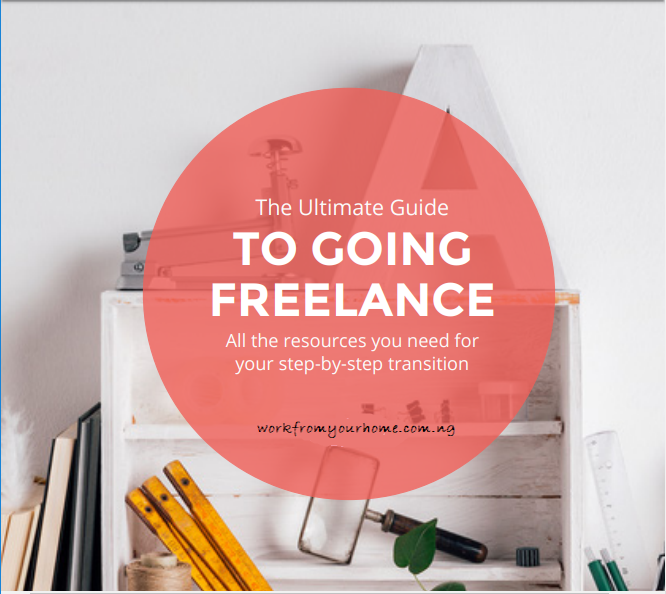 The Ultimate Guide
TO GOING
FREELANCE
All the resources you need for
your step-by-step transition
workfromyourhome.com.ng